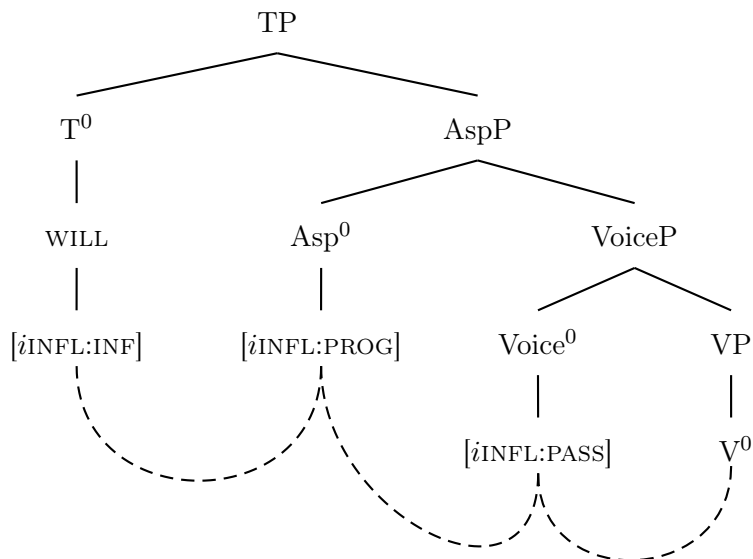 TP
T⁰ AspP
WILL Asp⁰ VoiceP
[iINFL:INF] [iINFL:PROG] Voice⁰ VP
[iINFL:PASS] V⁰